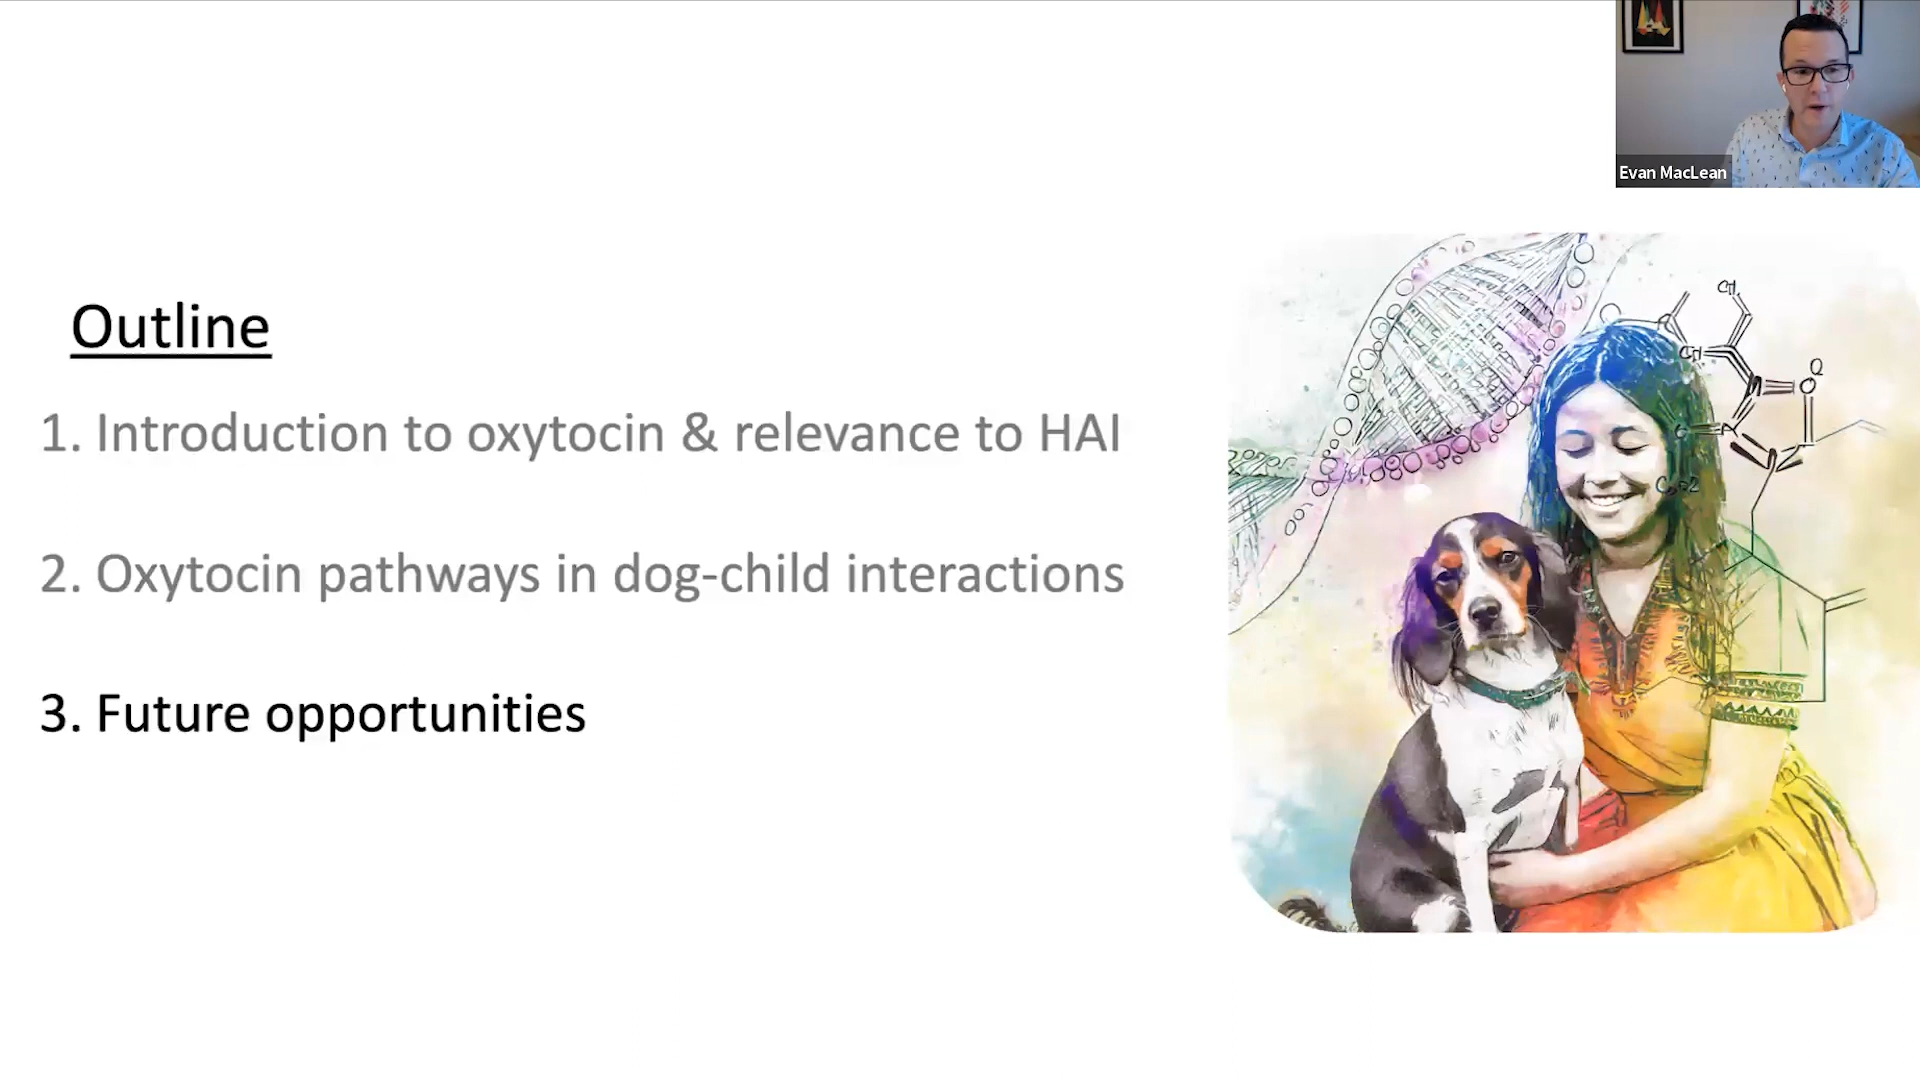 Evan MacLean
Outline
1. Introduction to oxytocin & relevance to HAI
2. Oxytocin pathways in dog-child interactions
3. Future opportunities
CH
O